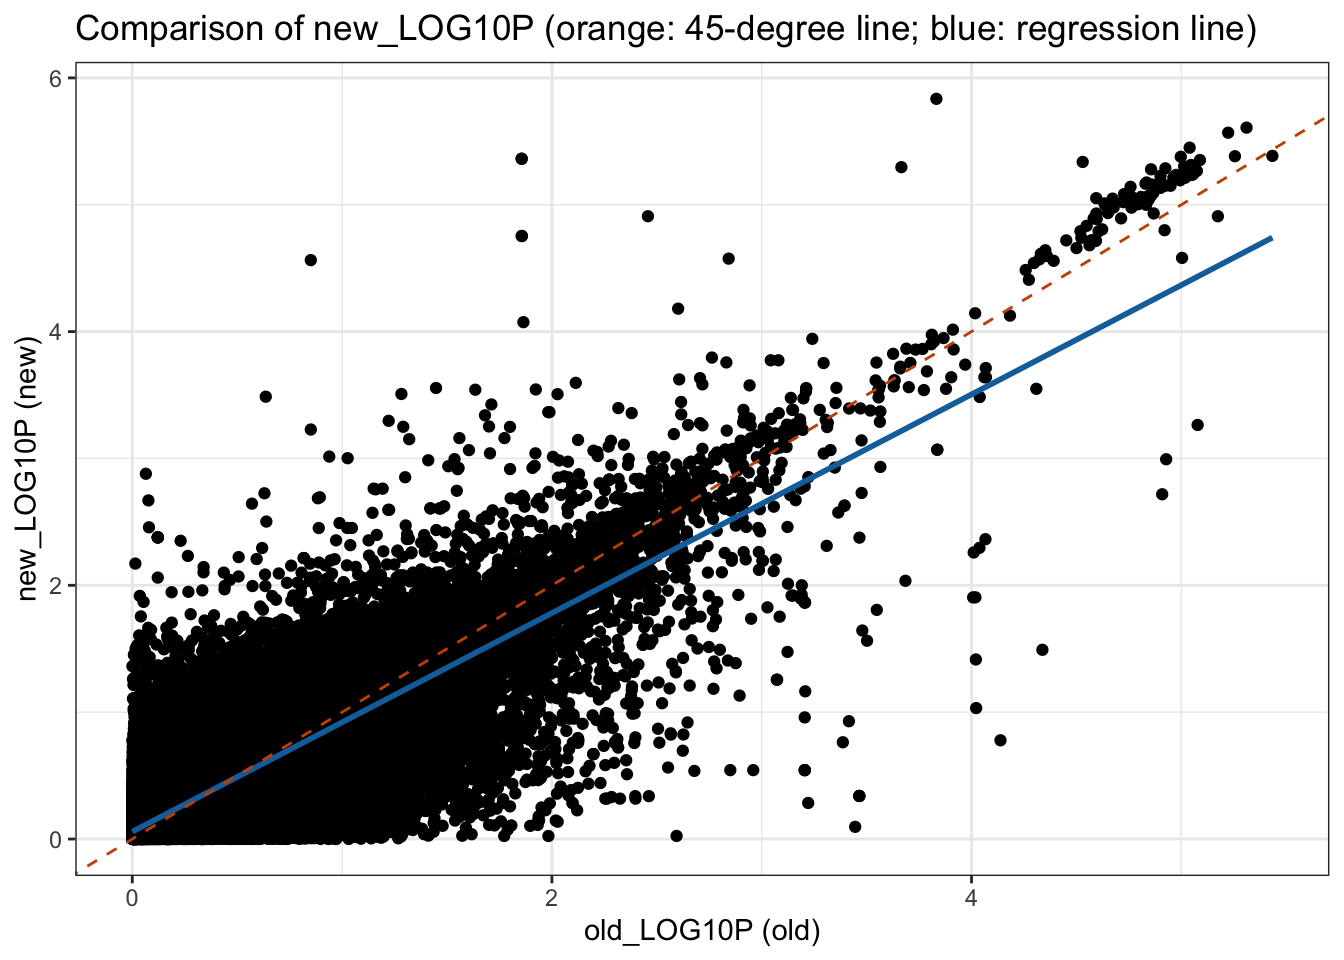 Comparison of new_LOG10P (orange: 45-degree line; blue: regression line)
6
4
2
0
new_LOG10P (new)
0
2
4
old_LOG10P (old)